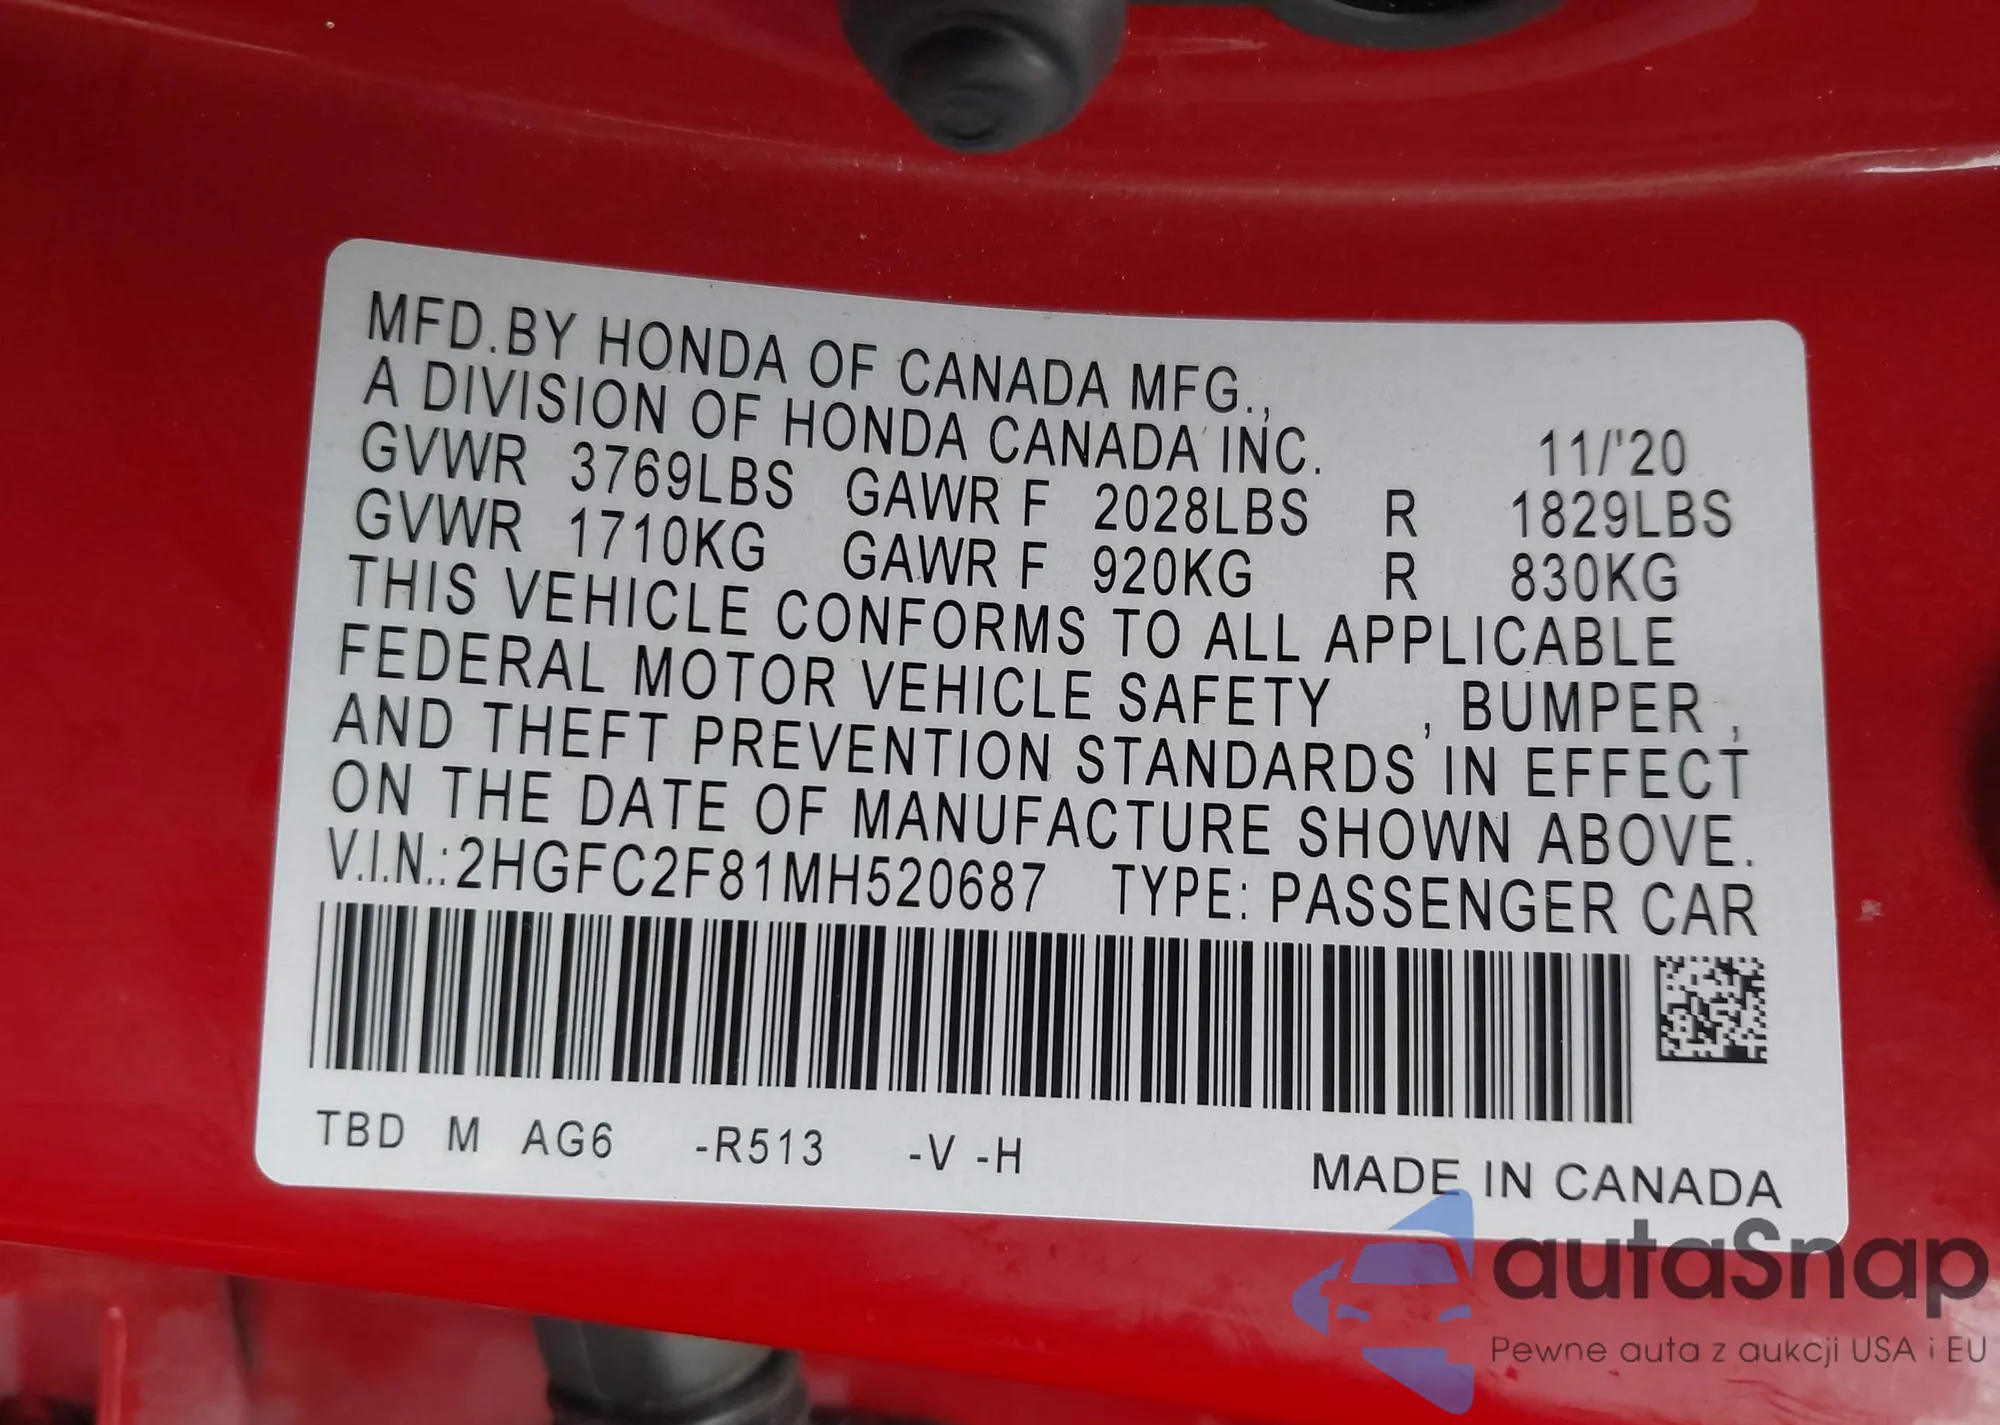 MFD.BY HONDA OF CANADA MFG.,
A DIVISION OF HONDA CANADA INC. 11/'20
GVWR 3769LBS GAWR F 2028LBS R 1829LBS
GVWR 1710KG GAWR F 920KG R 830KG
THIS VEHICLE CONFORMS TO ALL APPLICABLE
FEDERAL MOTOR VEHICLE SAFETY , BUMPER ,
AND THEFT PREVENTION STANDARDS IN EFFECT
ON THE DATE OF MANUFACTURE SHOWN ABOVE.
V.I.N.:2HGFC2F81MH520687 TYPE: PASSENGER CAR
TBD M AG6 -R513 -V -H
MADE IN CANADA
autaSnap
Pewne auta z aukcji USA i EU